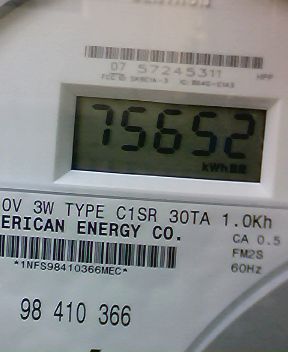 07 57245311
HPP
75652
kWh
0V 3W TYPE C1SR 30TA 1.0Kh
ERICAN ENERGY CO.
CA 0.5
FM2S
60Hz
*1NFS98410366MEC*
98 410 366